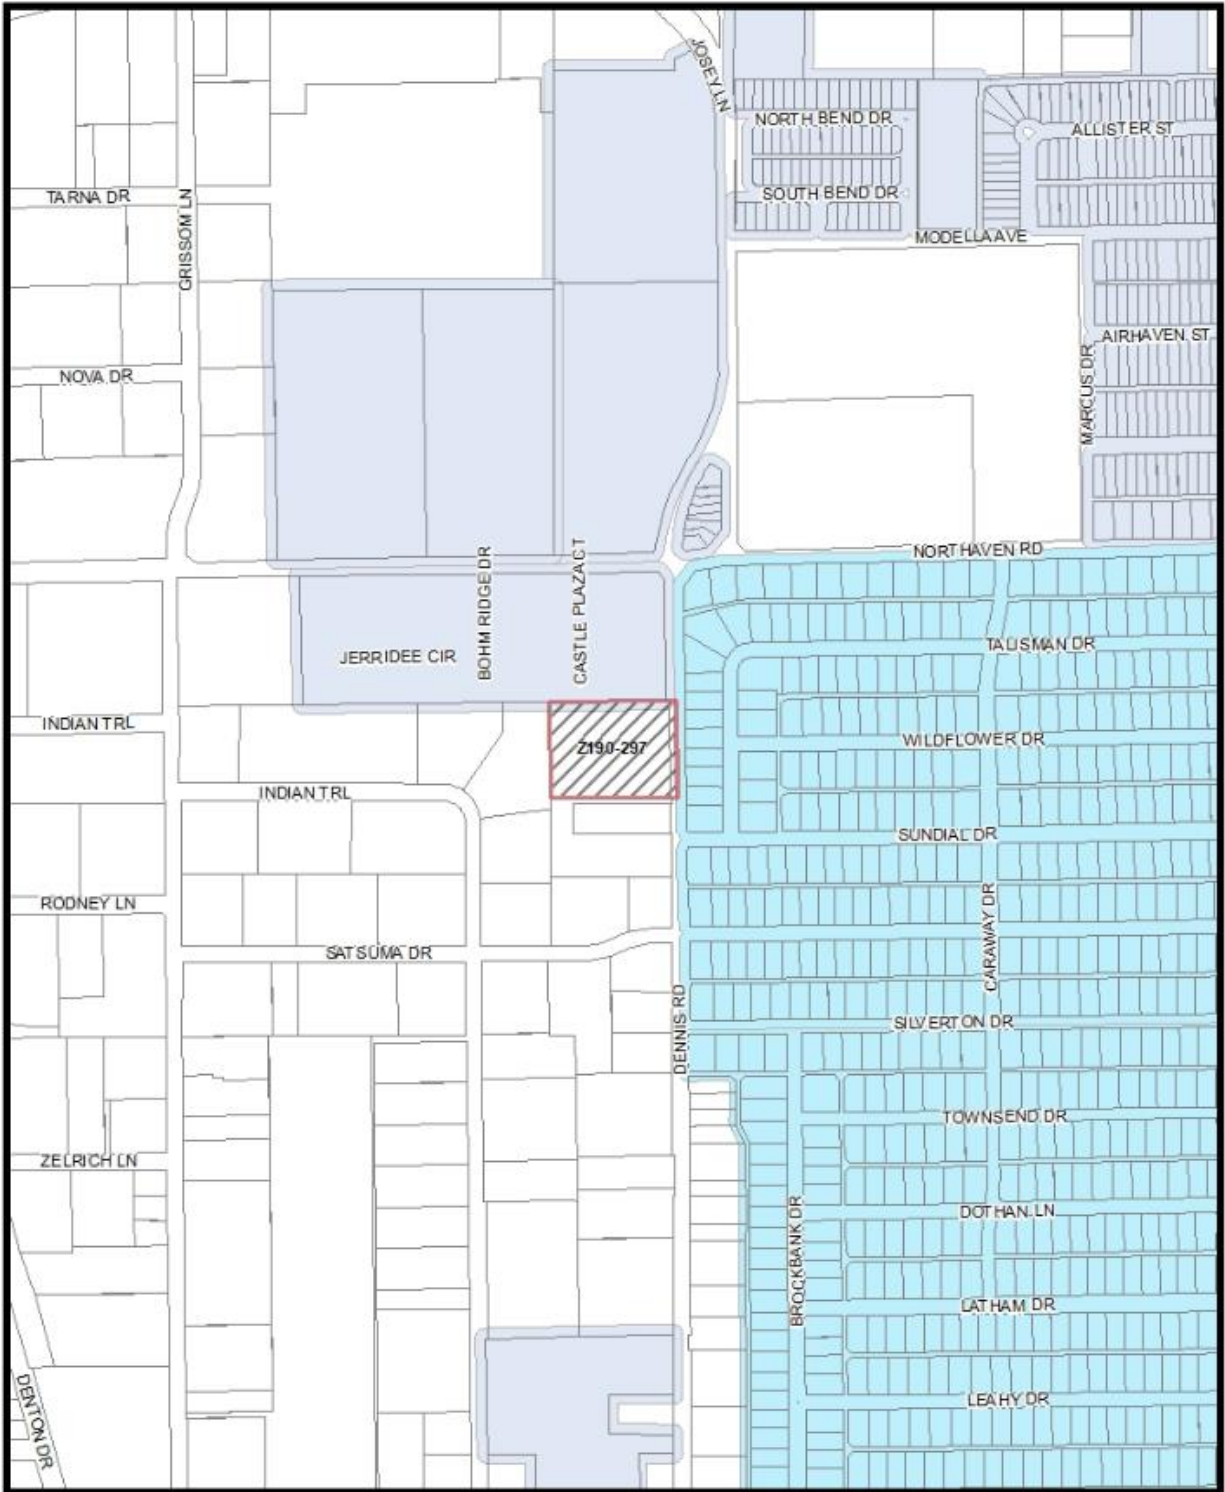 JOSEY LN
NORTH BEND DR
ALLISTER ST
TARNA DR
GRISSOM LN
SOUTH BEND DR
MODELLA AVE
AIRHAVEN ST
NOVA DR
MARCUS DR
NORTHAVEN RD
BOHM RIDGE DR
CASTLE PLAZA CT
JERRIDEE CIR
TALISMAN DR
INDIAN TRL
Z190-297
WILDFLOWER DR
INDIAN TRL
SUNDIAL DR
RODNEY LN
CARAWAY DR
SATSUMA DR
DENNIS RD
SILVERTON DR
TOWNSEND DR
ZELRICH LN
BROCKBANK DR
DOTHAN LN
LATHAM DR
DENTON DR
LEAHY DR